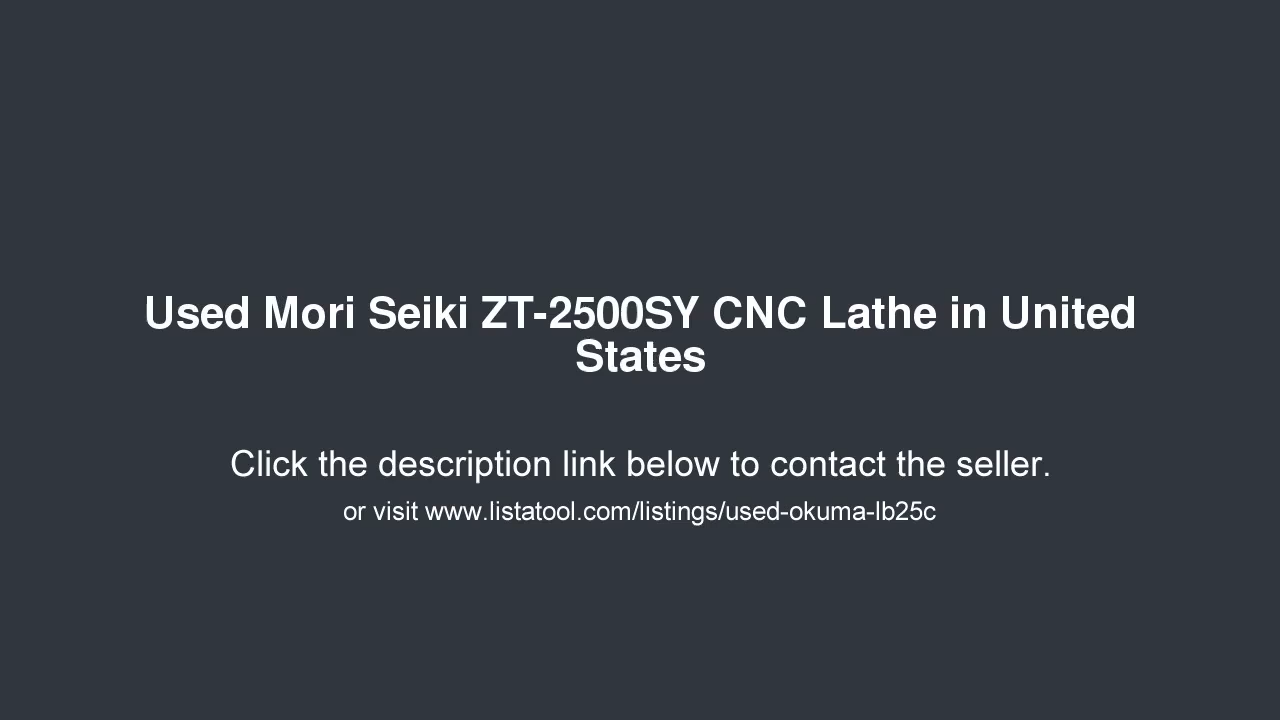 Used Mori Seiki ZT-2500SY CNC Lathe in United
States
Click the description link below to contact the seller.
or visit www.listatool.com/listings/used-okuma-lb25c